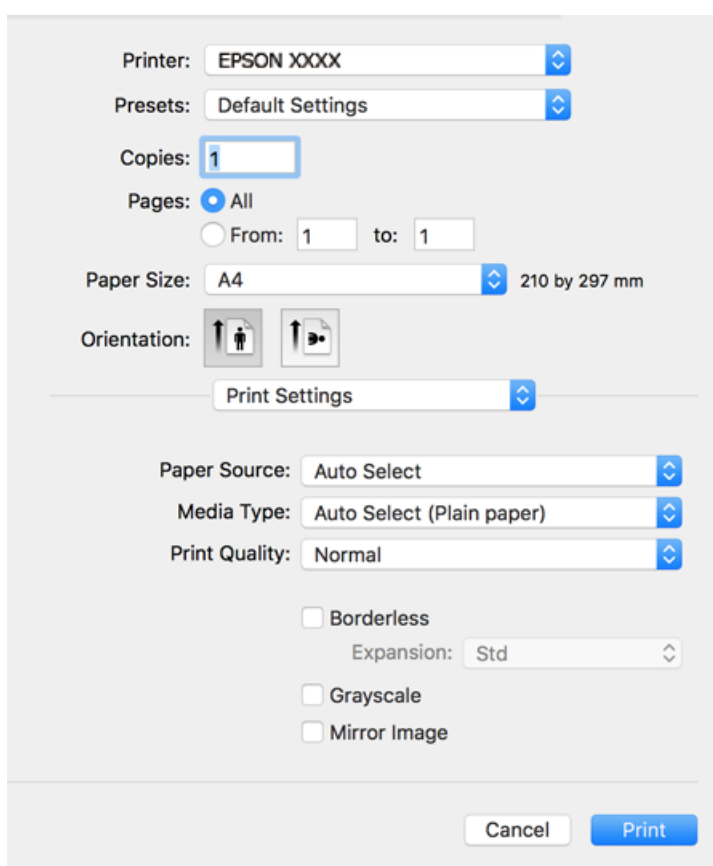 Printer: EPSON XXXX
Presets: Default Settings
Copies: 1
Pages: All
From: 1 to: 1
Paper Size: A4 210 by 297 mm
Orientation:
Print Settings
Paper Source: Auto Select
Media Type: Auto Select (Plain paper)
Print Quality: Normal
Borderless
Expansion: Std
Grayscale
Mirror Image
Cancel Print